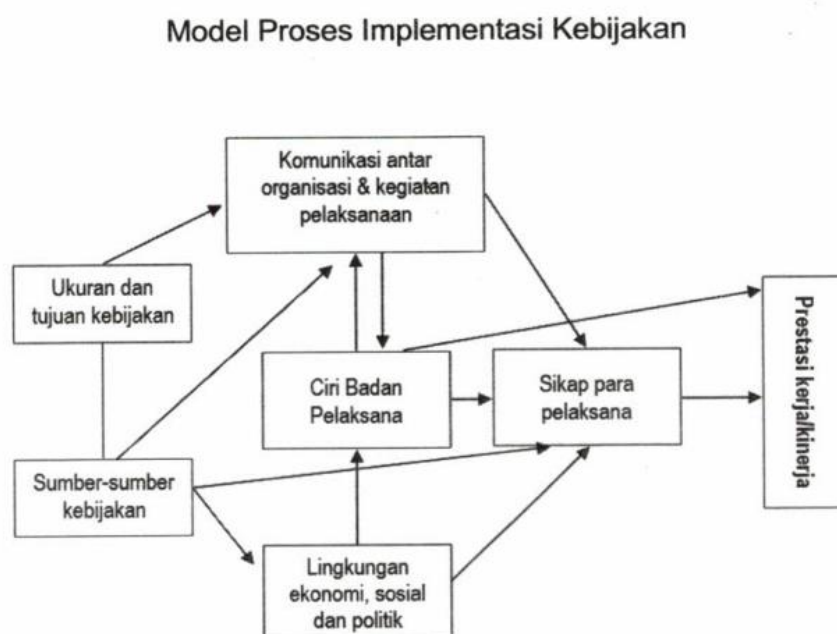 Model Proses Implementasi Kebijakan
Komunikasi antar
organisasi & kegiatan
pelaksanaan
Ukuran dan
tujuan kebijakan
Ciri Badan
Pelaksana
Sikap para
pelaksana
Prestasi kerja/kinerja
Sumber-sumber
kebijakan
Lingkungan
ekonomi, sosial
dan politik